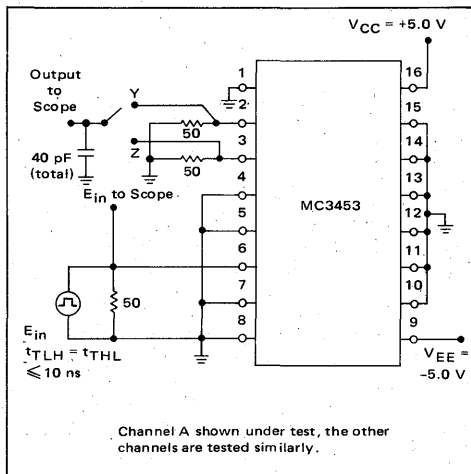 VCC = +5.0 V
Output
to
Scope
Y
Z
50
50
40 pF
(total)
Ein to Scope
50
Ein
tTLH = tTHL
≤ 10 ns
1
2
3
4
5
6
7
8
MC3453
16
15
14
13
12
11
10
9
VEE =
-5.0 V
Channel A shown under test, the other
channels are tested similarly.